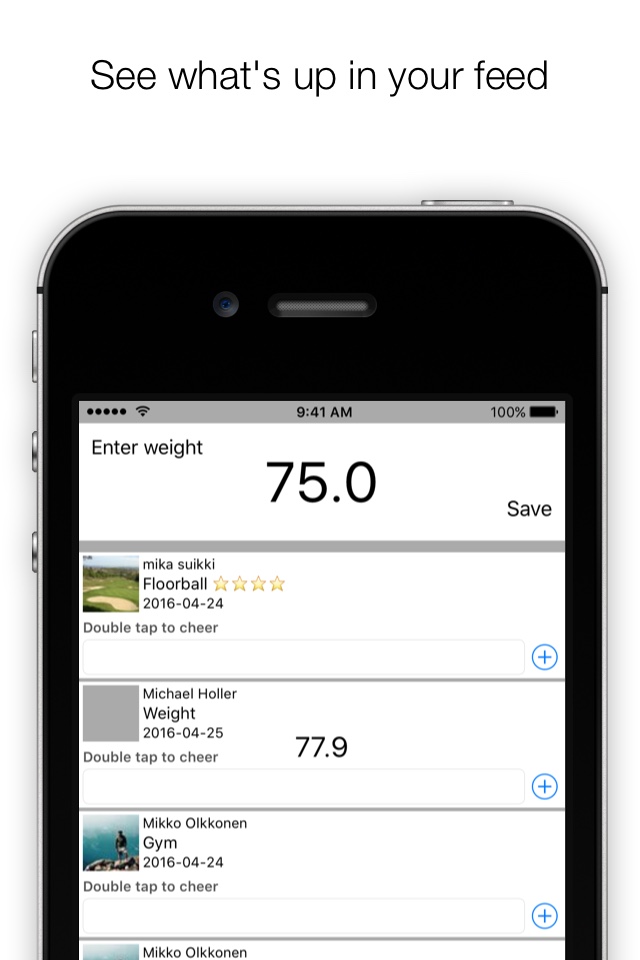 See what's up in your feed
9:41 AM
100%
Enter weight
75.0
Save
mika suikki
Floorball ⭐⭐⭐⭐
2016-04-24
Double tap to cheer
Michael Holler
Weight
2016-04-25
77.9
Double tap to cheer
Mikko Olkkonen
Gym
2016-04-24
Double tap to cheer
Mikko Olkkonen